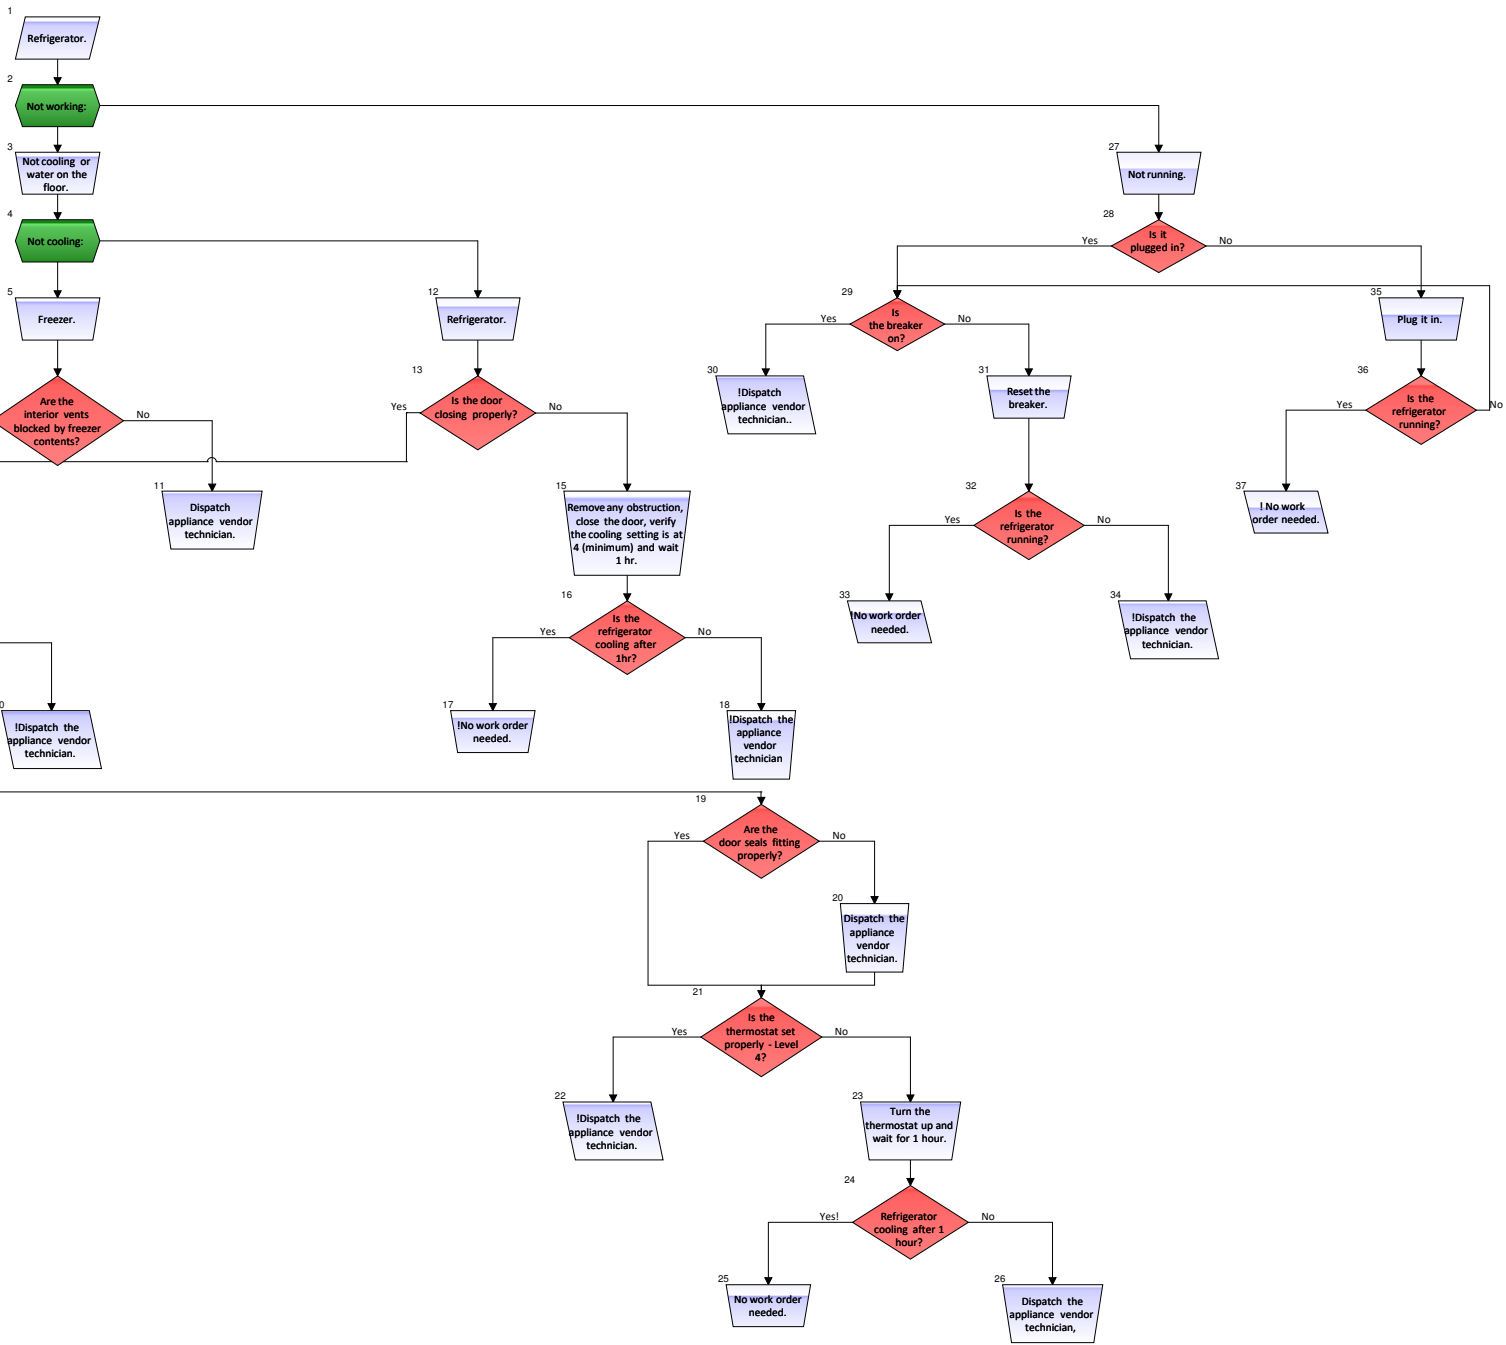 1
Refrigerator.
2
Not working:
3
Not cooling or
water on the
floor.
4
Not cooling:
5
Freezer.
Are the
interior vents
blocked by freezer
contents?
No
11
Dispatch
appliance vendor
technician.
0
!Dispatch the
appliance vendor
technician.
12
Refrigerator.
13
Is the door
closing properly?
Yes
No
15
Remove any obstruction,
close the door, verify
the cooling setting is at
4 (minimum) and wait
1 hr.
16
Is the
refrigerator
cooling after
1hr?
Yes
No
17
!No work order
needed.
18
!Dispatch the
appliance
vendor
technician
19
Are the
door seals fitting
properly?
Yes
No
20
Dispatch the
appliance
vendor
technician.
21
Is the
thermostat set
properly - Level
4?
Yes
No
22
!Dispatch the
appliance vendor
technician.
23
Turn the
thermostat up and
wait for 1 hour.
24
Refrigerator
cooling after 1
hour?
Yes!
No
25
No work order
needed.
26
Dispatch the
appliance vendor
technician,
27
Not running.
28
Is it
plugged in?
Yes
No
29
Is
the breaker
on?
Yes
No
30
!Dispatch
appliance vendor
technician..
31
Reset the
breaker.
32
Is the
refrigerator
running?
Yes
No
33
!No work order
needed.
34
!Dispatch the
appliance vendor
technician.
35
Plug it in.
36
Is the
refrigerator
running?
Yes
No
37
! No work
order needed.